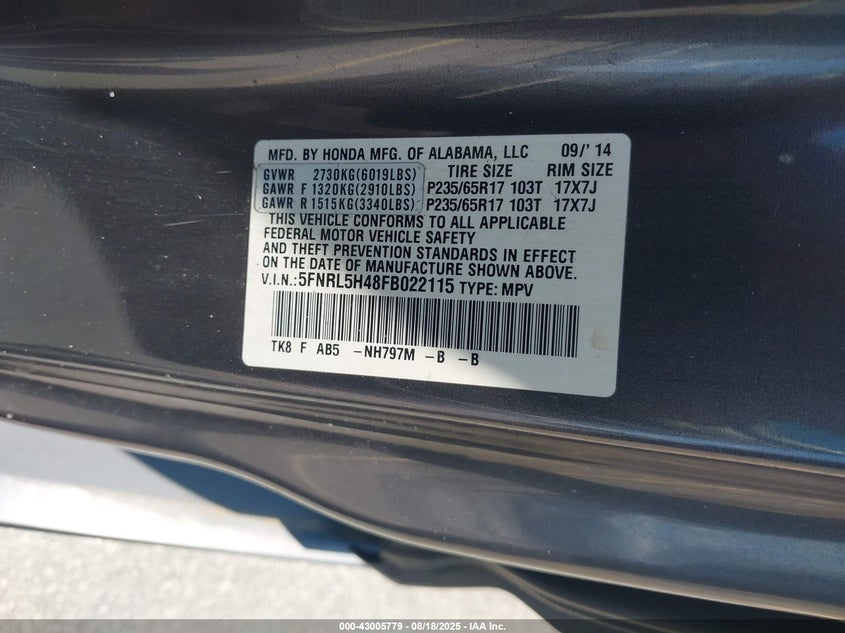 MFD. BY HONDA MFG. OF ALABAMA, LLC 09/' 14
GVWR 2730KG(6019LBS) TIRE SIZE RIM SIZE
GAWR F 1320KG(2910LBS) P235/65R17 103T 17X7J
GAWR R 1515KG(3340LBS) P235/65R17 103T 17X7J
THIS VEHICLE CONFORMS TO ALL APPLICABLE
FEDERAL MOTOR VEHICLE SAFETY
AND THEFT PREVENTION STANDARDS IN EFFECT
ON THE DATE OF MANUFACTURE SHOWN ABOVE.
V.I.N.:5FNRL5H48FB022115 TYPE: MPV
TK8 F AB5 -NH797M -B -B
000-43005779 - 08/18/2025 - IAA Inc.